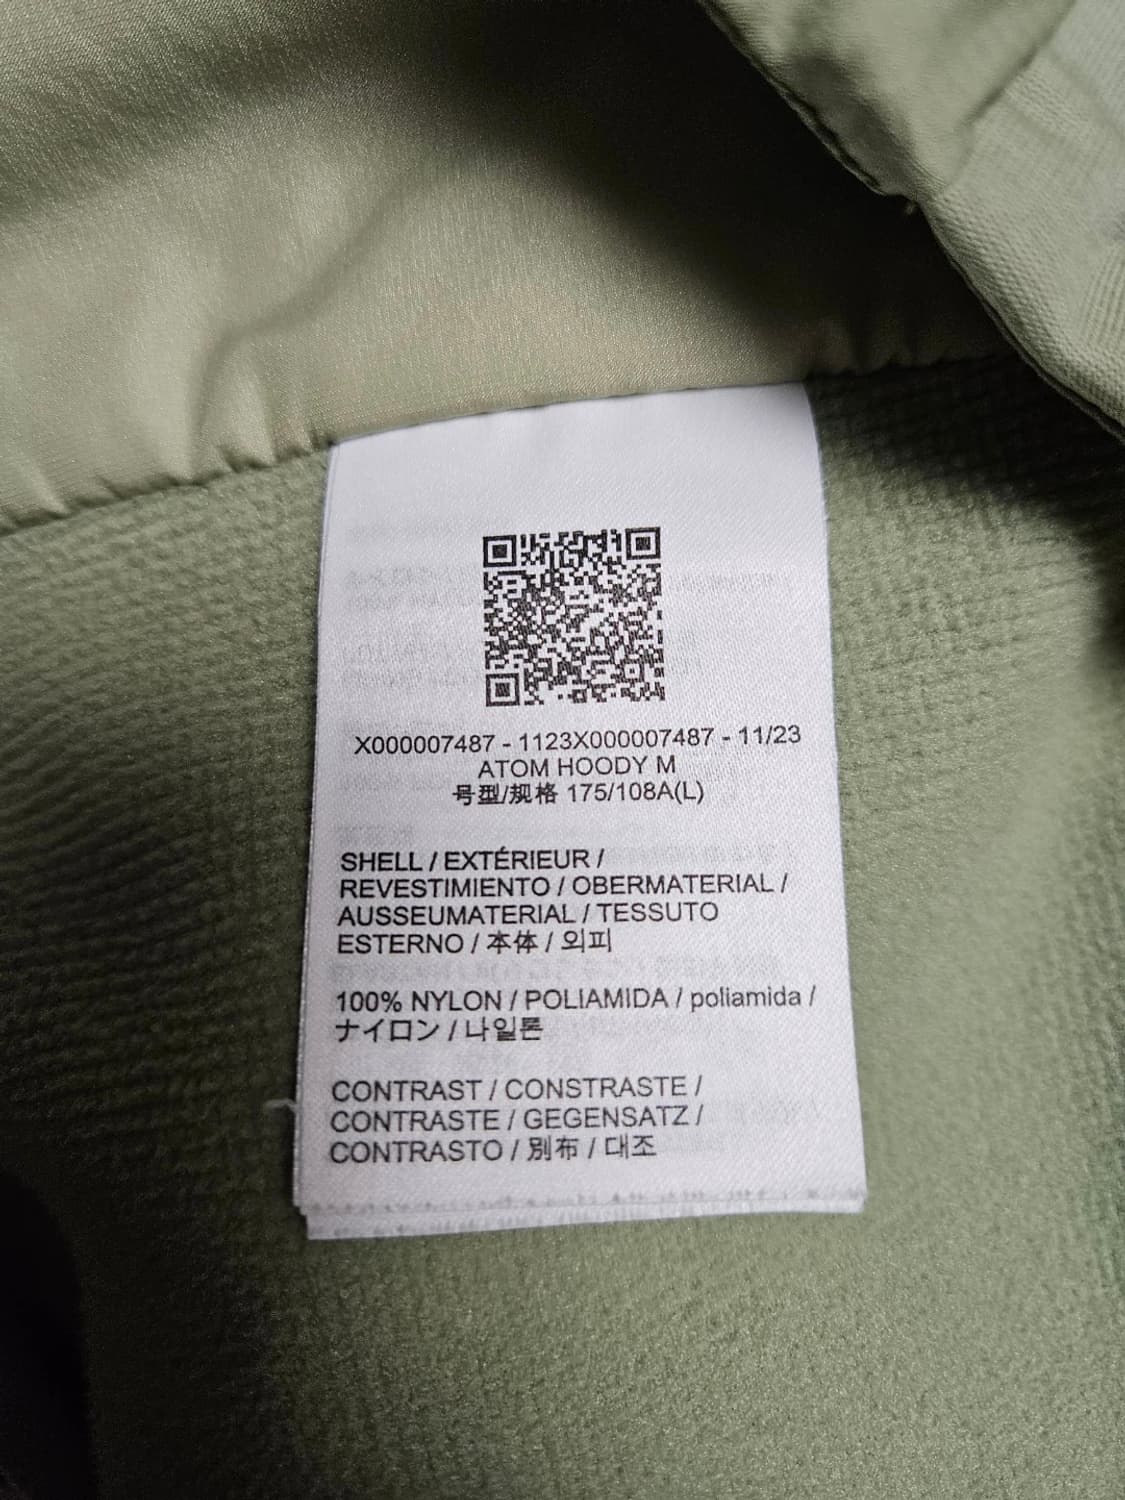 X000007487 - 1123X000007487 - 11/23
ATOM HOODY M
号型/规格 175/108A(L)
SHELL / EXTÉRIEUR /
REVESTIMIENTO / OBERMATERIAL /
AUSSEUMATERIAL / TESSUTO
ESTERNO / 本体 / 외피
100% NYLON / POLIAMIDA / poliamida /
ナイロン / 나일론
CONTRAST / CONSTRASTE /
CONTRASTE / GEGENSATZ /
CONTRASTO / 別布 / 대조